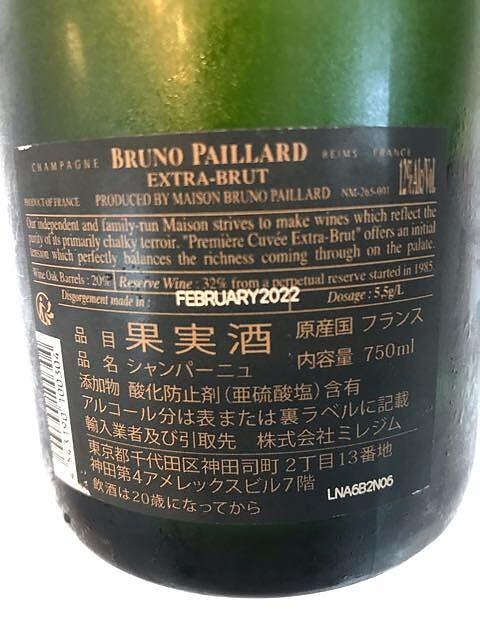 CHAMPAGNE BRUNO PAILLARD REIMS - FRANCE
EXTRA-BRUT 12% Alc/Vol.
PRODUCT OF FRANCE PRODUCED BY MAISON BRUNO PAILLARD NM-265-001
Our independent and family-run Maison strives to make wines which reflect the
purity of its primarily chalky terroir. "Première Cuvée Extra-Brut" offers an initial
tension which perfectly balances the richness coming through on the palate.
Wine Oak Barrels : 20% Reserve Wine : 32% from a perpetual reserve started in 1985
Disgorgement made in : FEBRUARY2022 Dosage : 5,5g/L
品 目 果実酒 原産国 フランス
品 名 シャンパーニュ 内容量 750ml
添加物 酸化防止剤(亜硫酸塩)含有
アルコール分は表または裏ラベルに記載
輸入業者及び引取先 株式会社ミレジム
東京都千代田区神田司町 2丁目13番地
神田第4アメレックスビル7階
飲酒は20歳になってから
LNA6B2N06